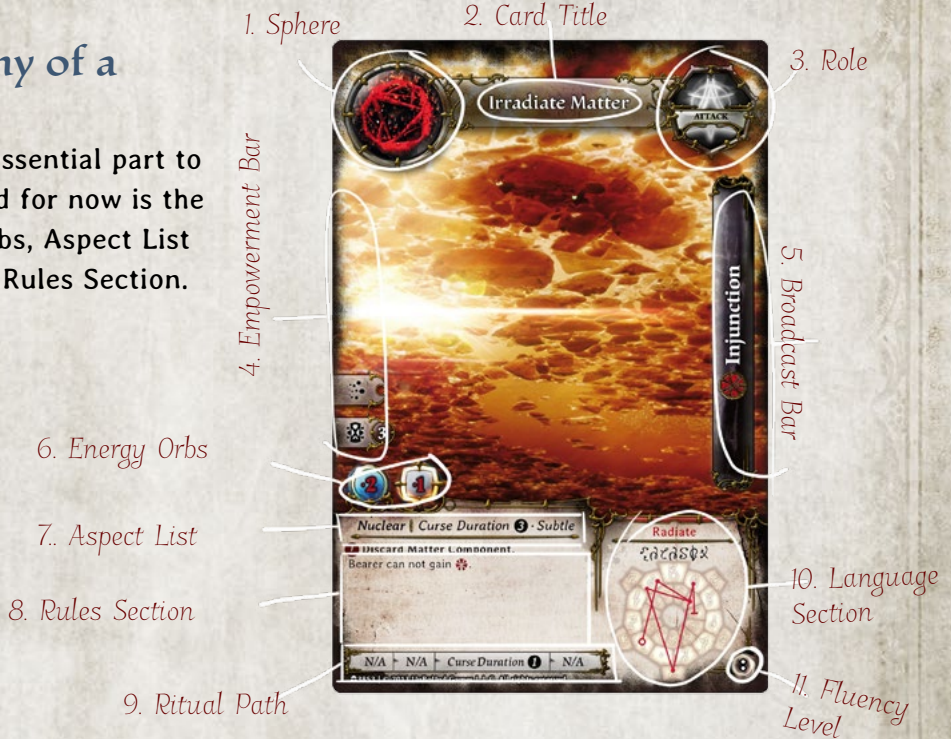 1. Sphere
2. Card Title
ny of a
3. Role
Irradiate Matter
ATTACK
ssential part to
d for now is the
bs, Aspect List
Rules Section.
4. Empowerment Bar
5. Broadcast Bar
Injunction
3
6. Energy Orbs
-2 -1
7.. Aspect List
Nuclear | Curse Duration 3 · Subtle
Radiate
Discard Matter Component.
Bearer can not gain
8. Rules Section
10. Language
Section
N/A N/A Curse Duration 1 N/A
9. Ritual Path
11. Fluency
Level